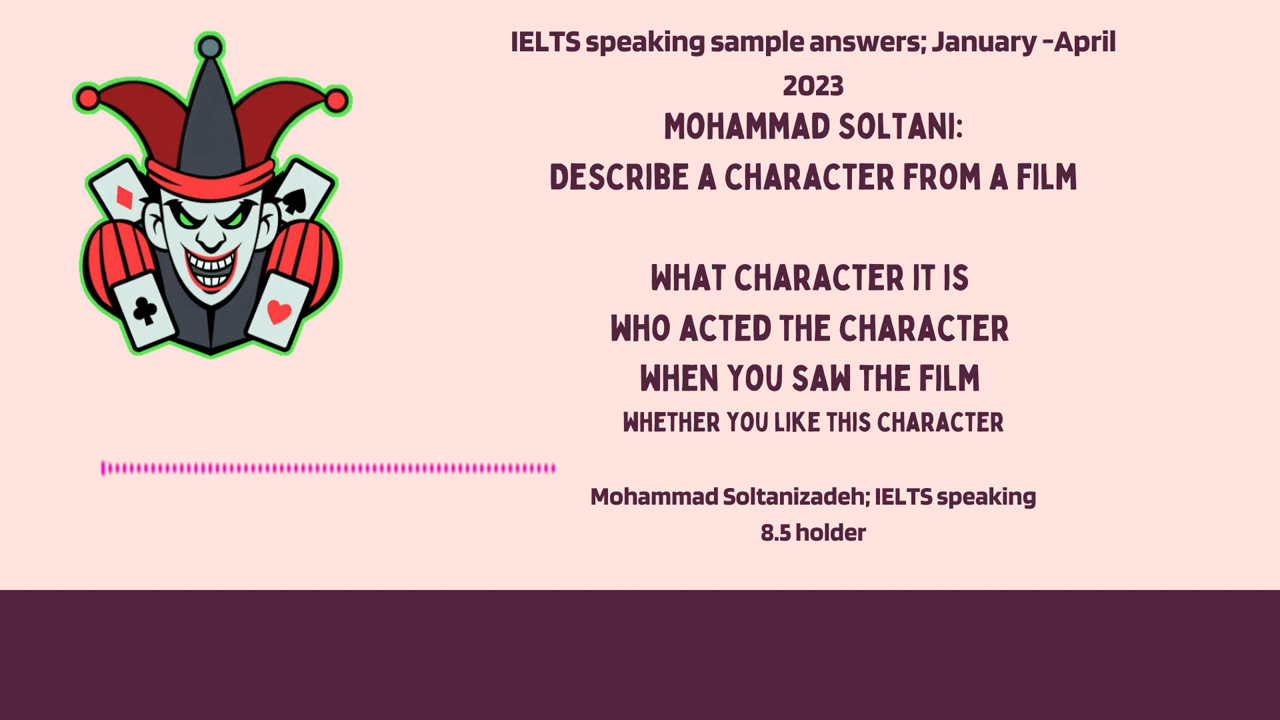 IELTS speaking sample answers; January -April
2023
MOHAMMAD SOLTANI:
DESCRIBE A CHARACTER FROM A FILM
WHAT CHARACTER IT IS
WHO ACTED THE CHARACTER
WHEN YOU SAW THE FILM
WHETHER YOU LIKE THIS CHARACTER
Mohammad Soltanizadeh; IELTS speaking
8.5 holder